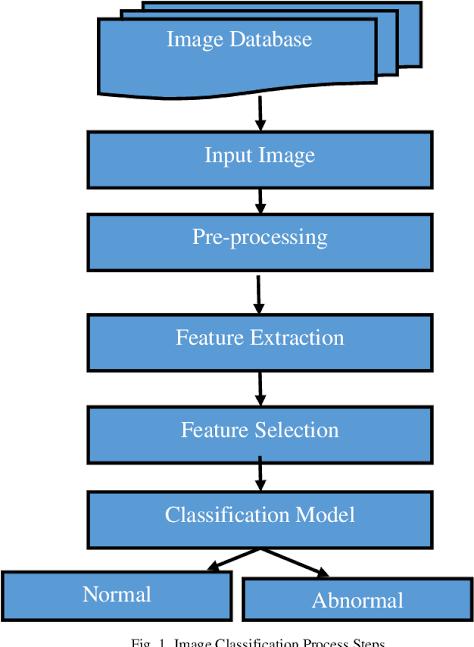 Image Database
Input Image
Pre-processing
Feature Extraction
Feature Selection
Classification Model
Normal
Abnormal
Fig. 1. Image Classification Process Steps